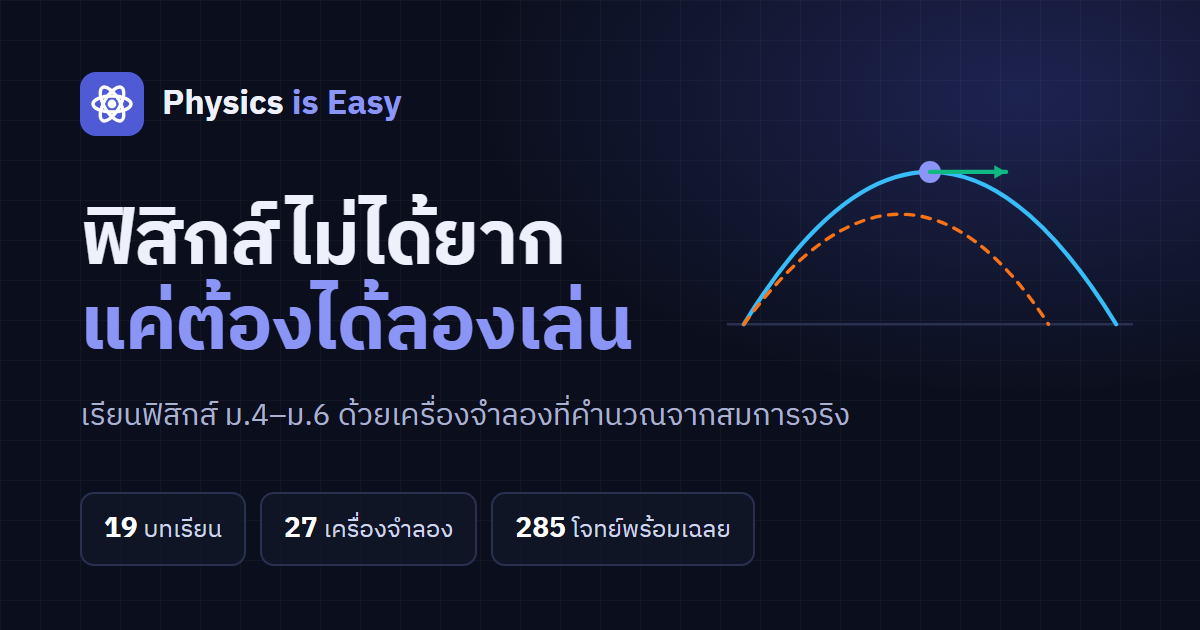 Physics is Easy
ฟิสิกส์ ไม่ได้ยาก
แค่ต้องได้ลองเล่น
เรียนฟิสิกส์ ม.4–ม.6 ด้วยเครื่องจำลองที่คำนวณจากสมการจริง
19 บทเรียน
27 เครื่องจำลอง
285 โจทย์พร้อมเฉลย